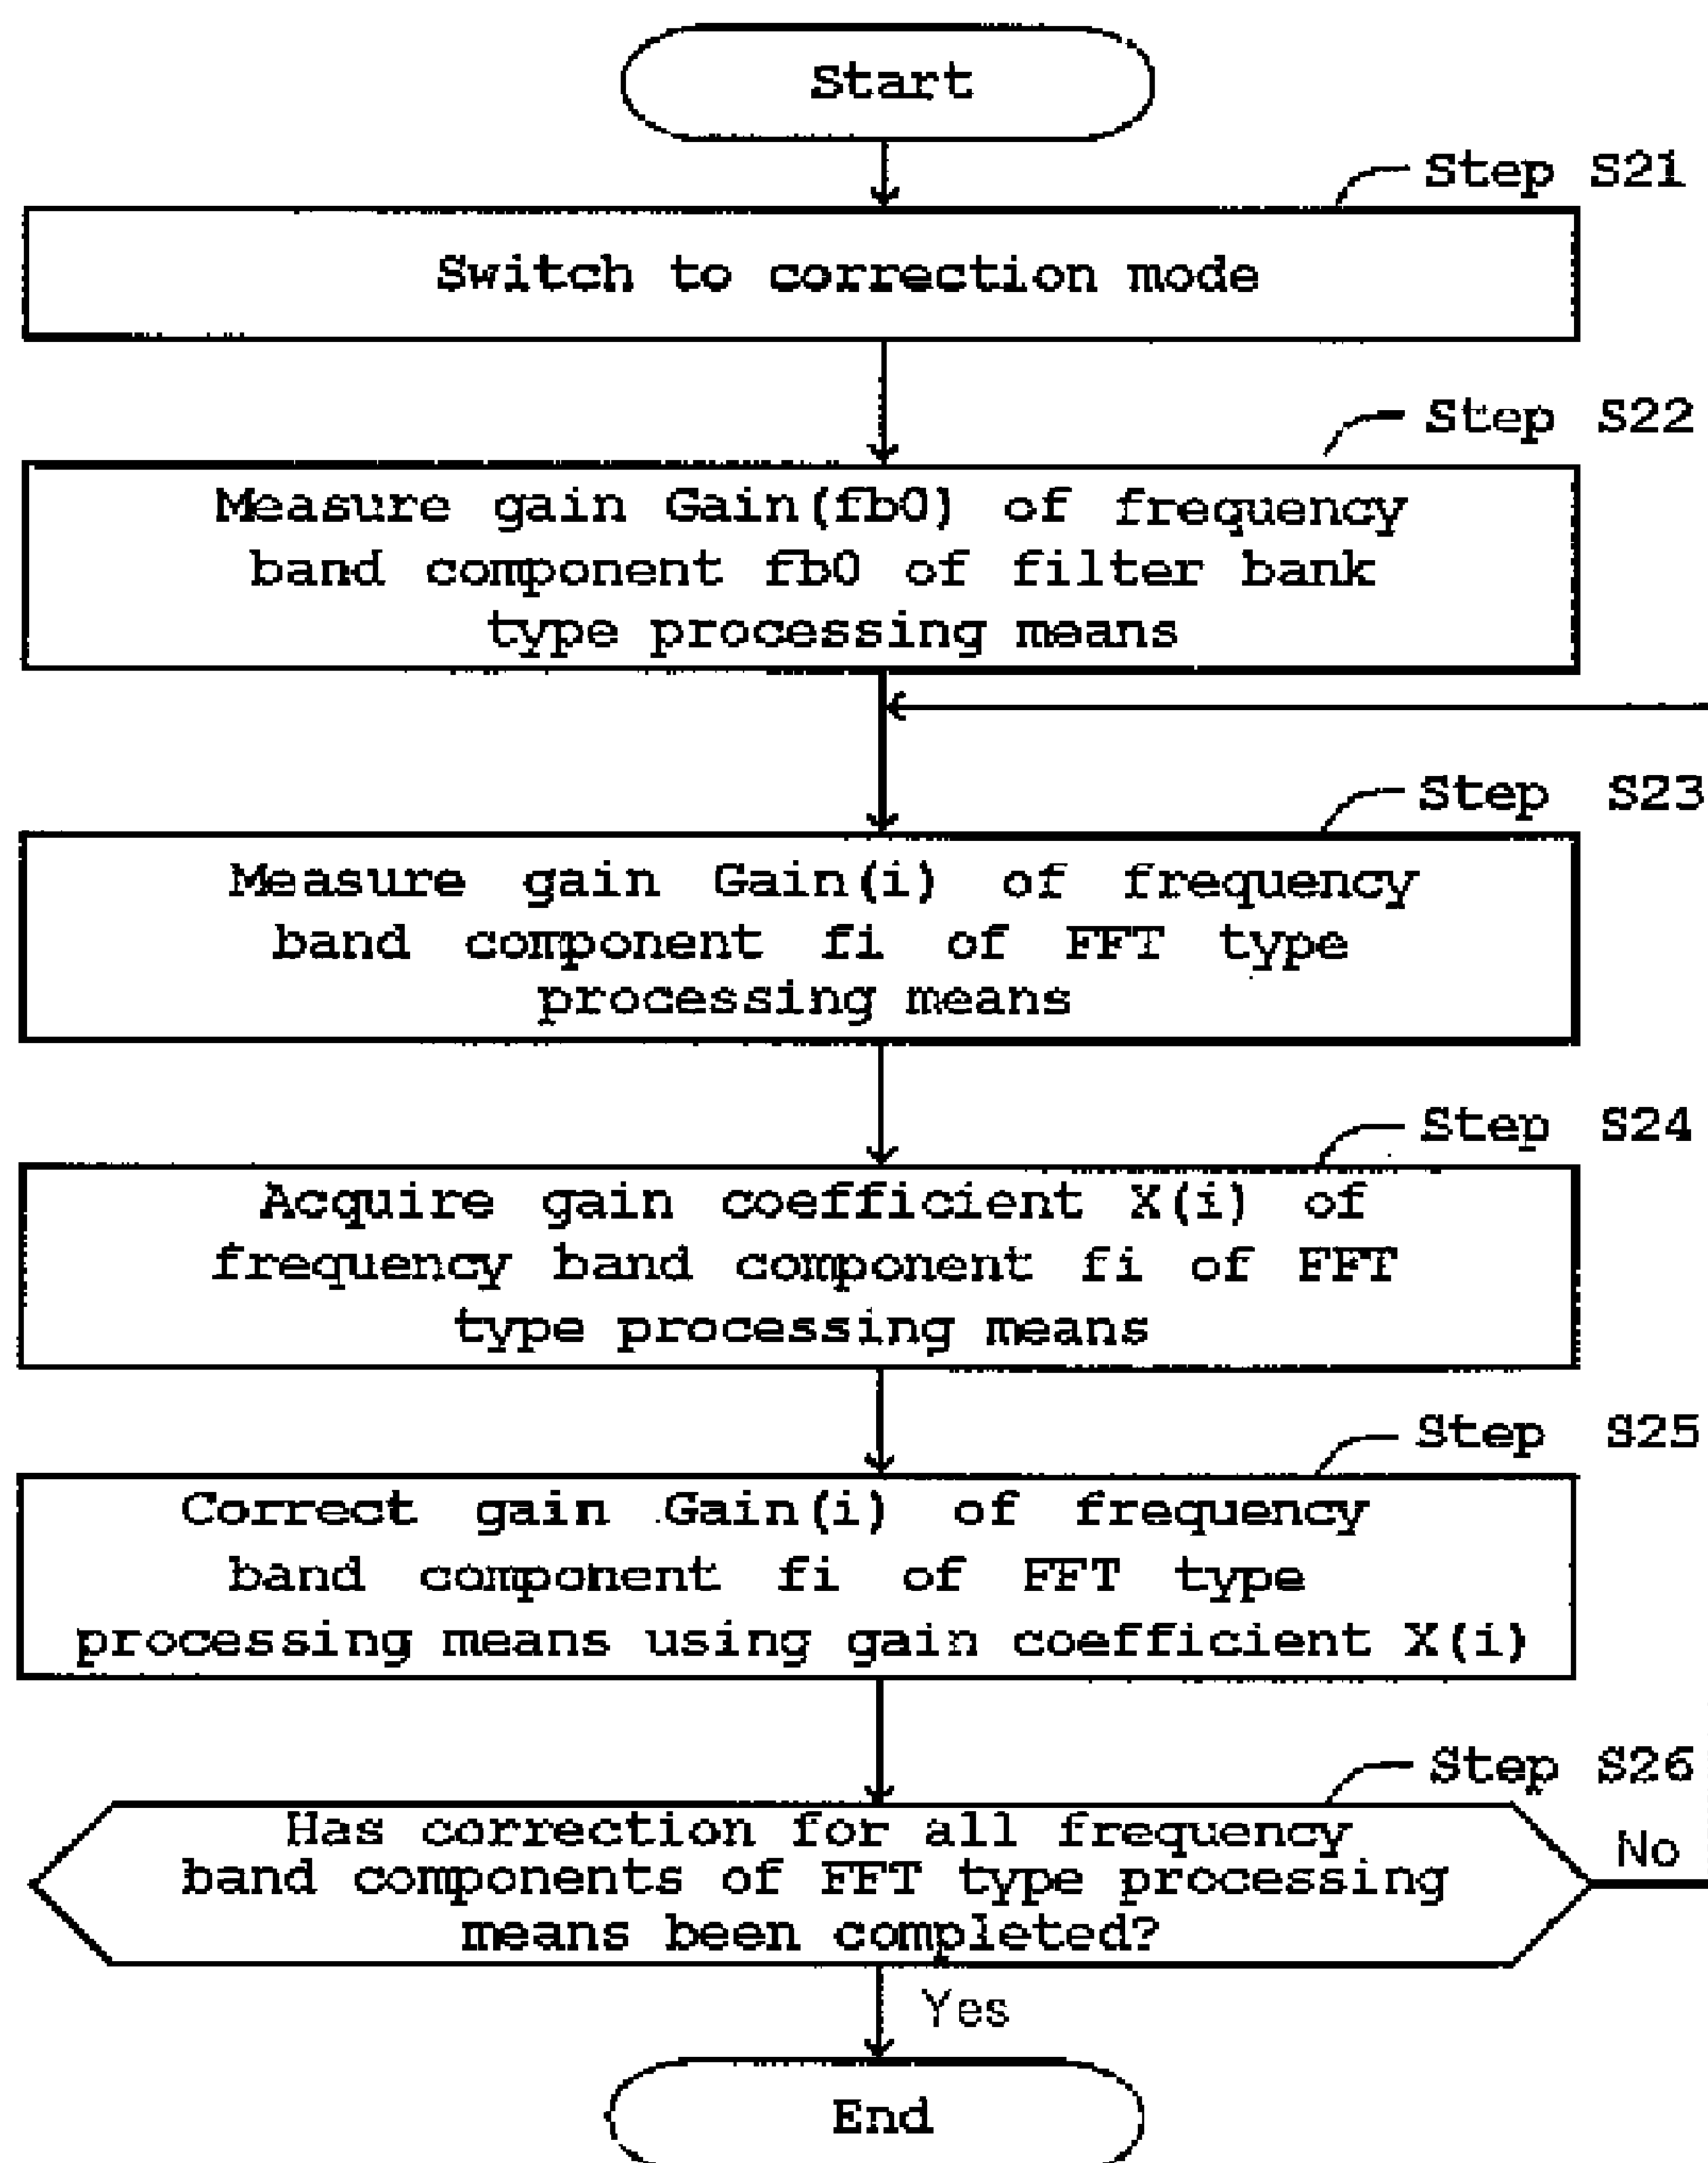 Start
Step S21
Switch to correction mode
Step S22
Measure gain Gain(fb0) of frequency
band component fb0 of filter bank
type processing means
Step S23
Measure gain Gain(i) of frequency
band component fi of FFT type
processing means
Step S24
Acquire gain coefficient X(i) of
frequency band component fi of FFT
type processing means
Step S25
Correct gain Gain(i) of frequency
band component fi of FFT type
processing means using gain coefficient X(i)
Step S26
Has correction for all frequency
band components of FFT type processing
means been completed?
No
Yes
End